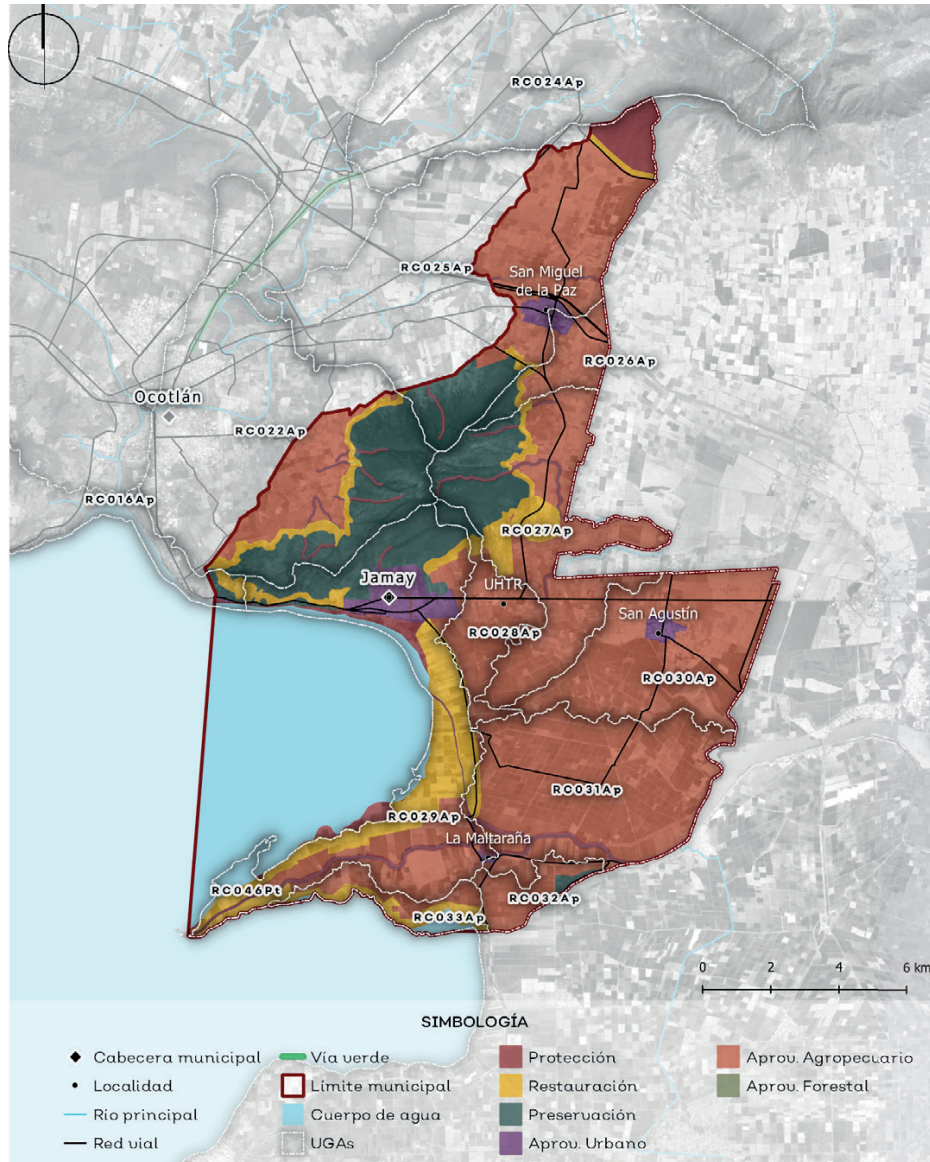 RC024Ap
RC025Ap
San Miguel
de la Paz
RC026Ap
Ocotlán
RC022Ap
RC016Ap
RC027Ap
Jamay
UHTR
San Agustín
RC028Ap
RC030Ap
RC031Ap
RC029Ap
La Maltaraña
RC046Pt
RC032Ap
RC033Ap
0 2 4 6 km
SIMBOLOGÍA
Cabecera municipal
Localidad
Río principal
Red vial
Vía verde
Límite municipal
Cuerpo de agua
UGAs
Protección
Restauración
Preservación
Aprov. Urbano
Aprov. Agropecuario
Aprov. Forestal